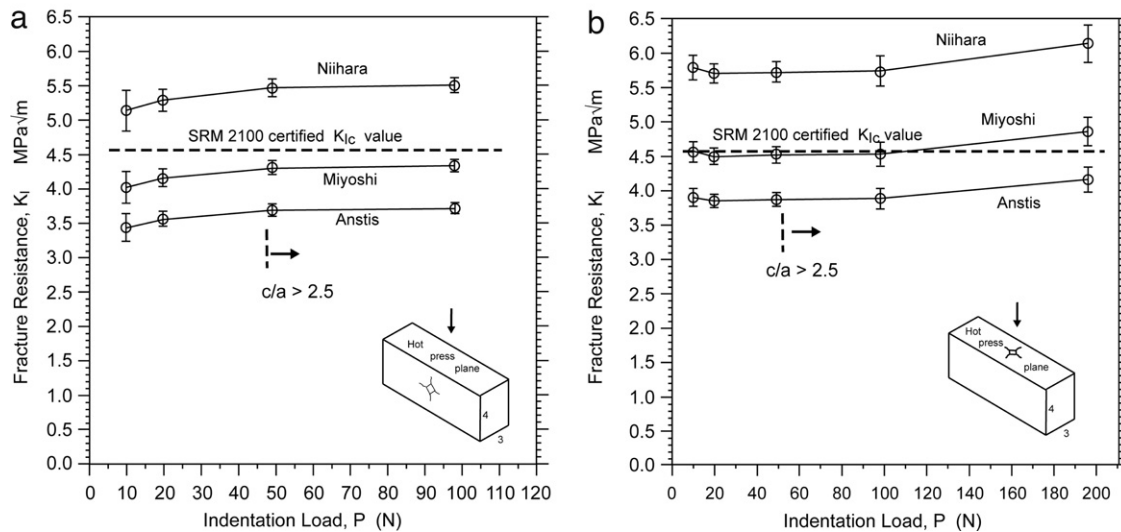 a
6.5
6.0
5.5
5.0
4.5
4.0
3.5
3.0
2.5
2.0
1.5
1.0
0.5
0.0
Fracture Resistance, K_I MPa√m
Niihara
SRM 2100 certified K_Ic value
Miyoshi
Anstis
c/a > 2.5
Hot
press
plane
4
3
0 10 20 30 40 50 60 70 80 90 100 110 120
Indentation Load, P (N)
b
6.5
6.0
5.5
5.0
4.5
4.0
3.5
3.0
2.5
2.0
1.5
1.0
0.5
0.0
Fracture Resistance, K_I MPa√m
Niihara
Miyoshi
SRM 2100 certified K_Ic value
Anstis
c/a > 2.5
Hot
press
plane
4
3
0 20 40 60 80 100 120 140 160 180 200
Indentation Load, P (N)